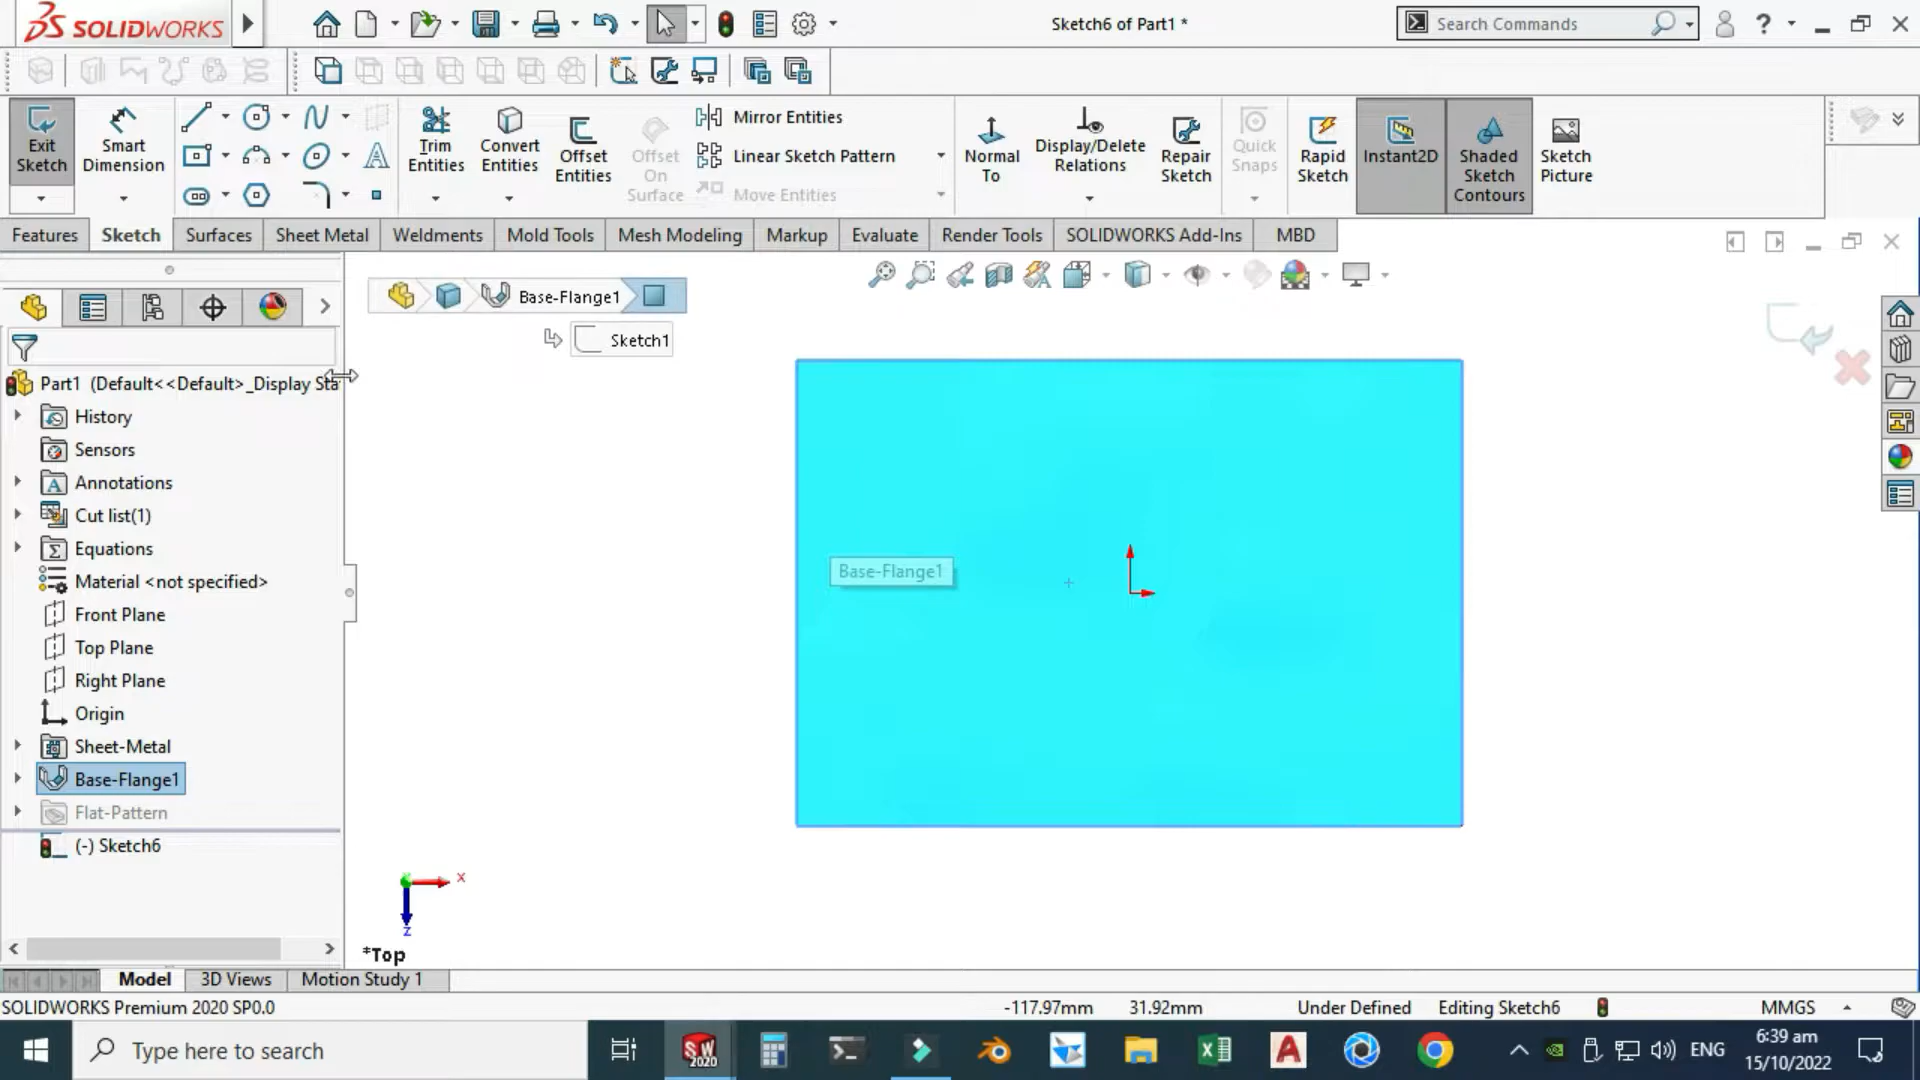 SOLIDWORKS
Sketch6 of Part1 *
Search Commands
Exit Sketch
Smart Dimension
Trim Entities
Convert Entities
Offset Entities
Offset On Surface
Mirror Entities
Linear Sketch Pattern
Move Entities
Normal To
Display/Delete Relations
Repair Sketch
Quick Snaps
Rapid Sketch
Instant2D
Shaded Sketch Contours
Sketch Picture
Features
Sketch
Surfaces
Sheet Metal
Weldments
Mold Tools
Mesh Modeling
Markup
Evaluate
Render Tools
SOLIDWORKS Add-Ins
MBD
Base-Flange1
Sketch1
Part1 (Default<<Default>_Display Sta
History
Sensors
Annotations
Cut list(1)
Equations
Material <not specified>
Front Plane
Top Plane
Right Plane
Origin
Sheet-Metal
Base-Flange1
Flat-Pattern
(-) Sketch6
Base-Flange1
X
Z
*Top
Model
3D Views
Motion Study 1
SOLIDWORKS Premium 2020 SP0.0
-117.97mm
31.92mm
Under Defined
Editing Sketch6
MMGS
Type here to search
SW
2020
ENG
6:39 am
15/10/2022